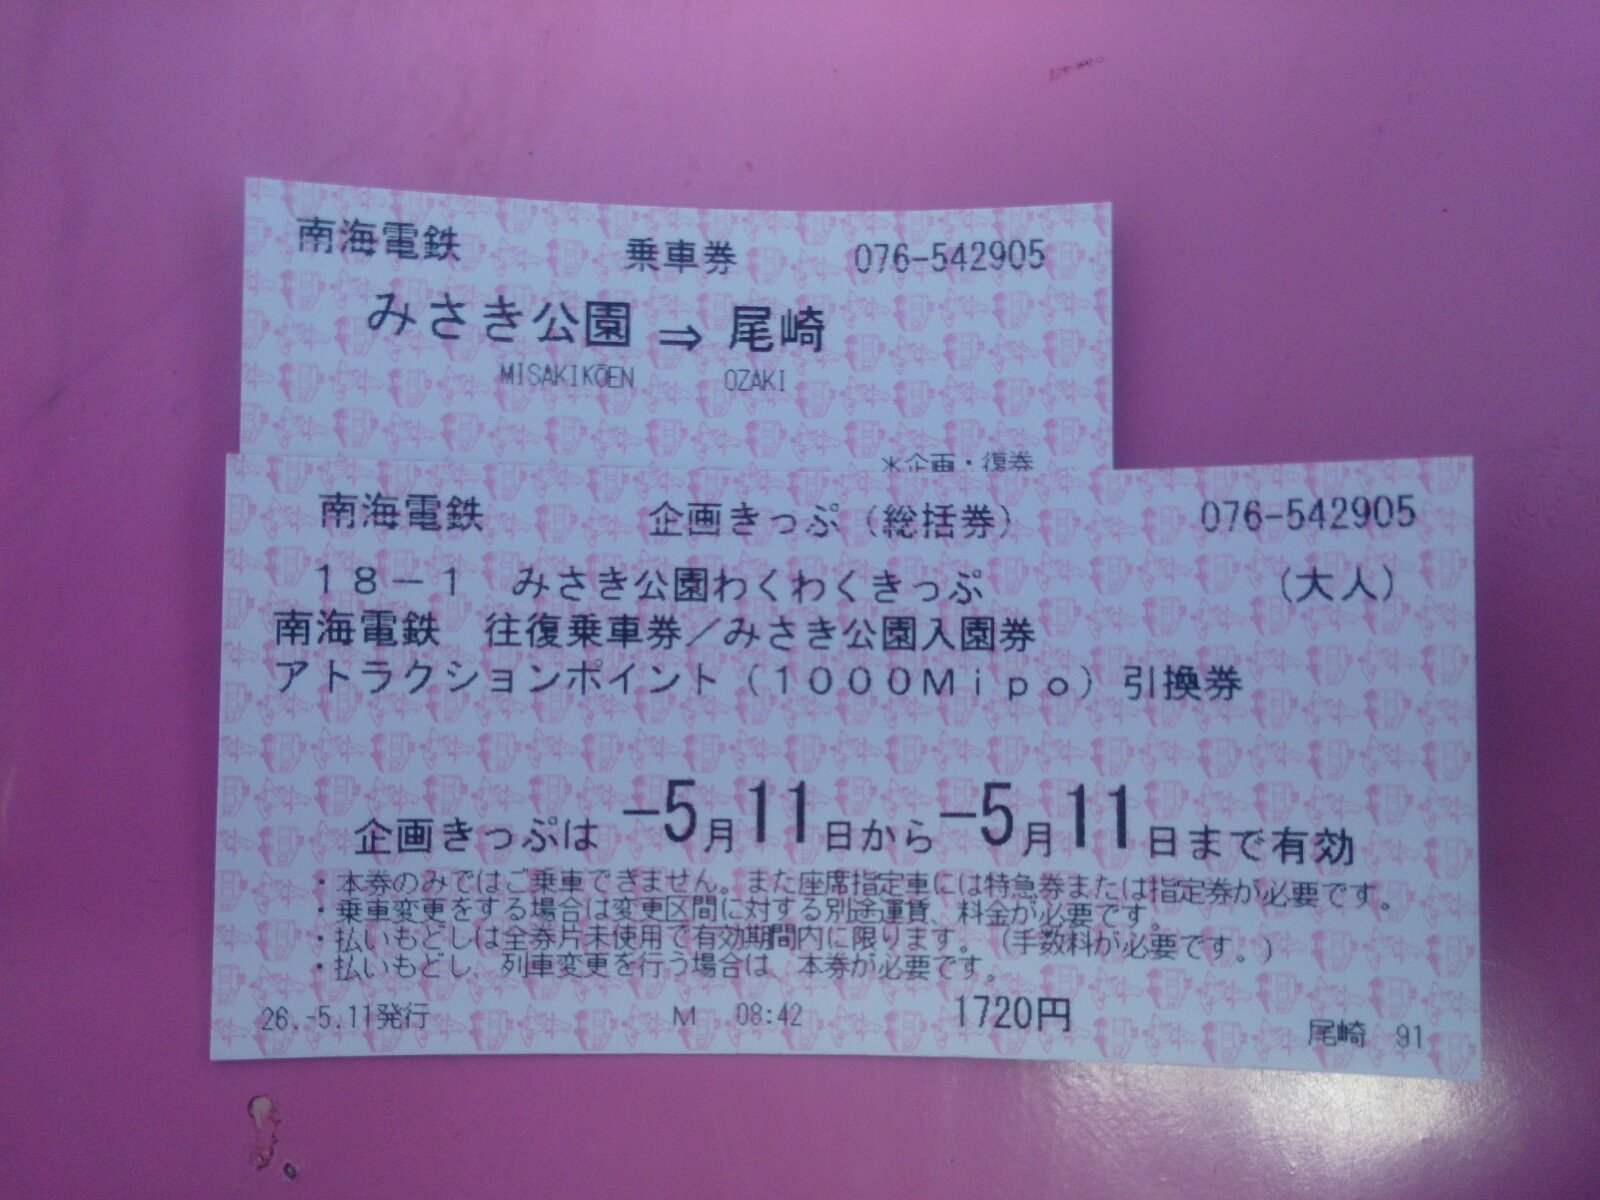 南海電鉄 乗車券 076-542905
みさき公園 ⇒ 尾崎
MISAKIKŌEN OZAKI
*企画・復券
南海電鉄 企画きっぷ(総括券) 076-542905
18-1 みさき公園わくわくきっぷ (大人)
南海電鉄 往復乗車券/みさき公園入園券
アトラクションポイント(1000Mipo)引換券
企画きっぷは -5月11日から-5月11日まで有効
・本券のみではご乗車できません。また座席指定車には特急券または指定券が必要です。
・乗車変更をする場合は変更区間に対する別途運賃、料金が必要です。
・払いもどしは全券片未使用で有効期間内に限ります。(手数料が必要です。)
・払いもどし、列車変更を行う場合は、本券が必要です。
26.-5.11発行 M 08:42 1720円 尾崎 91